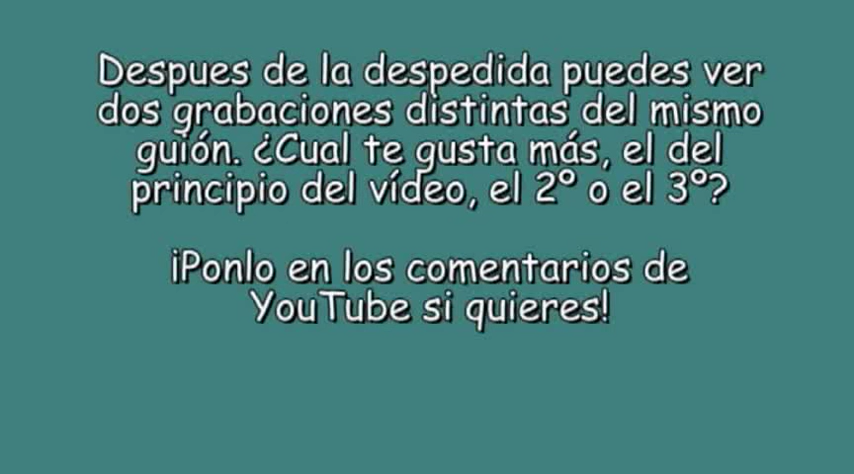 Despues de la despedida puedes ver
dos grabaciones distintas del mismo
guión. ¿Cual te gusta más, el del
principio del vídeo, el 2º o el 3º?
¡Ponlo en los comentarios de
YouTube si quieres!